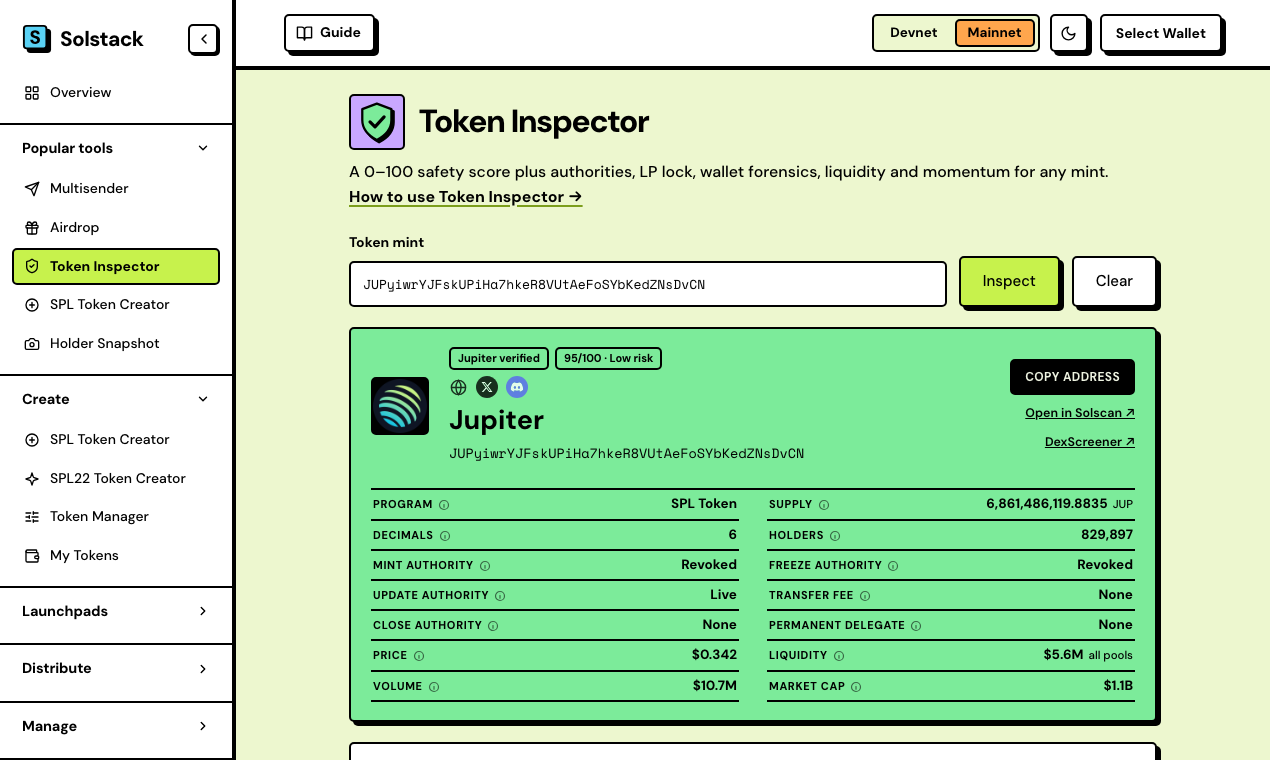 S Solstack
Overview
Popular tools
Multisender
Airdrop
Token Inspector
SPL Token Creator
Holder Snapshot
Create
SPL Token Creator
SPL22 Token Creator
Token Manager
My Tokens
Launchpads
Distribute
Manage
Guide
Devnet
Mainnet
Select Wallet
Token Inspector
A 0–100 safety score plus authorities, LP lock, wallet forensics, liquidity and momentum for any mint.
How to use Token Inspector →
Token mint
JUPyiwrYJFskUPiHa7hkeR8VUtAeFoSYbKedZNsDvCN
Inspect
Clear
Jupiter verified
95/100 · Low risk
Jupiter
JUPyiwrYJFskUPiHa7hkeR8VUtAeFoSYbKedZNsDvCN
COPY ADDRESS
Open in Solscan ↗
DexScreener ↗
PROGRAM SPL Token
SUPPLY 6,861,486,119.8835 JUP
DECIMALS 6
HOLDERS 829,897
MINT AUTHORITY Revoked
FREEZE AUTHORITY Revoked
UPDATE AUTHORITY Live
TRANSFER FEE None
CLOSE AUTHORITY None
PERMANENT DELEGATE None
PRICE $0.342
LIQUIDITY $5.6M all pools
VOLUME $10.7M
MARKET CAP $1.1B